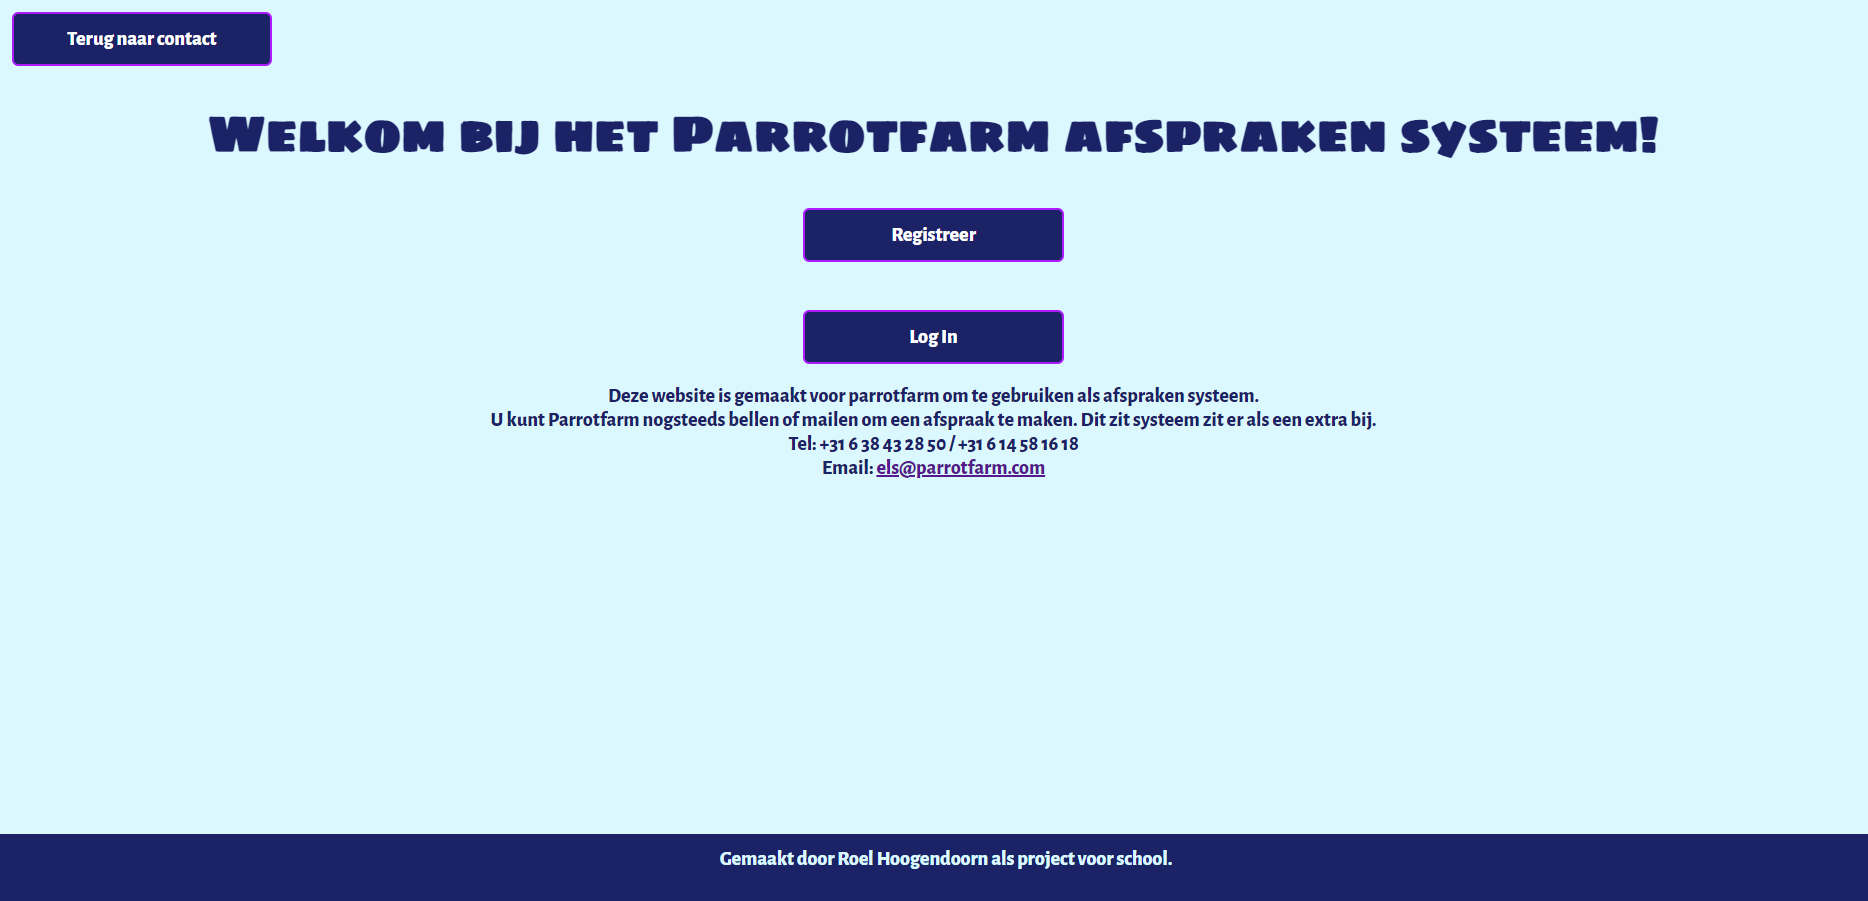 Terug naar contact
Welkom bij het Parrotfarm afspraken systeem!
Registreer
Log In
Deze website is gemaakt voor parrotfarm om te gebruiken als afspraken systeem.
U kunt Parrotfarm nogsteeds bellen of mailen om een afspraak te maken. Dit zit systeem zit er als een extra bij.
Tel: +31 6 38 43 28 50 / +31 6 14 58 16 18
Email: els@parrotfarm.com
Gemaakt door Roel Hoogendoorn als project voor school.